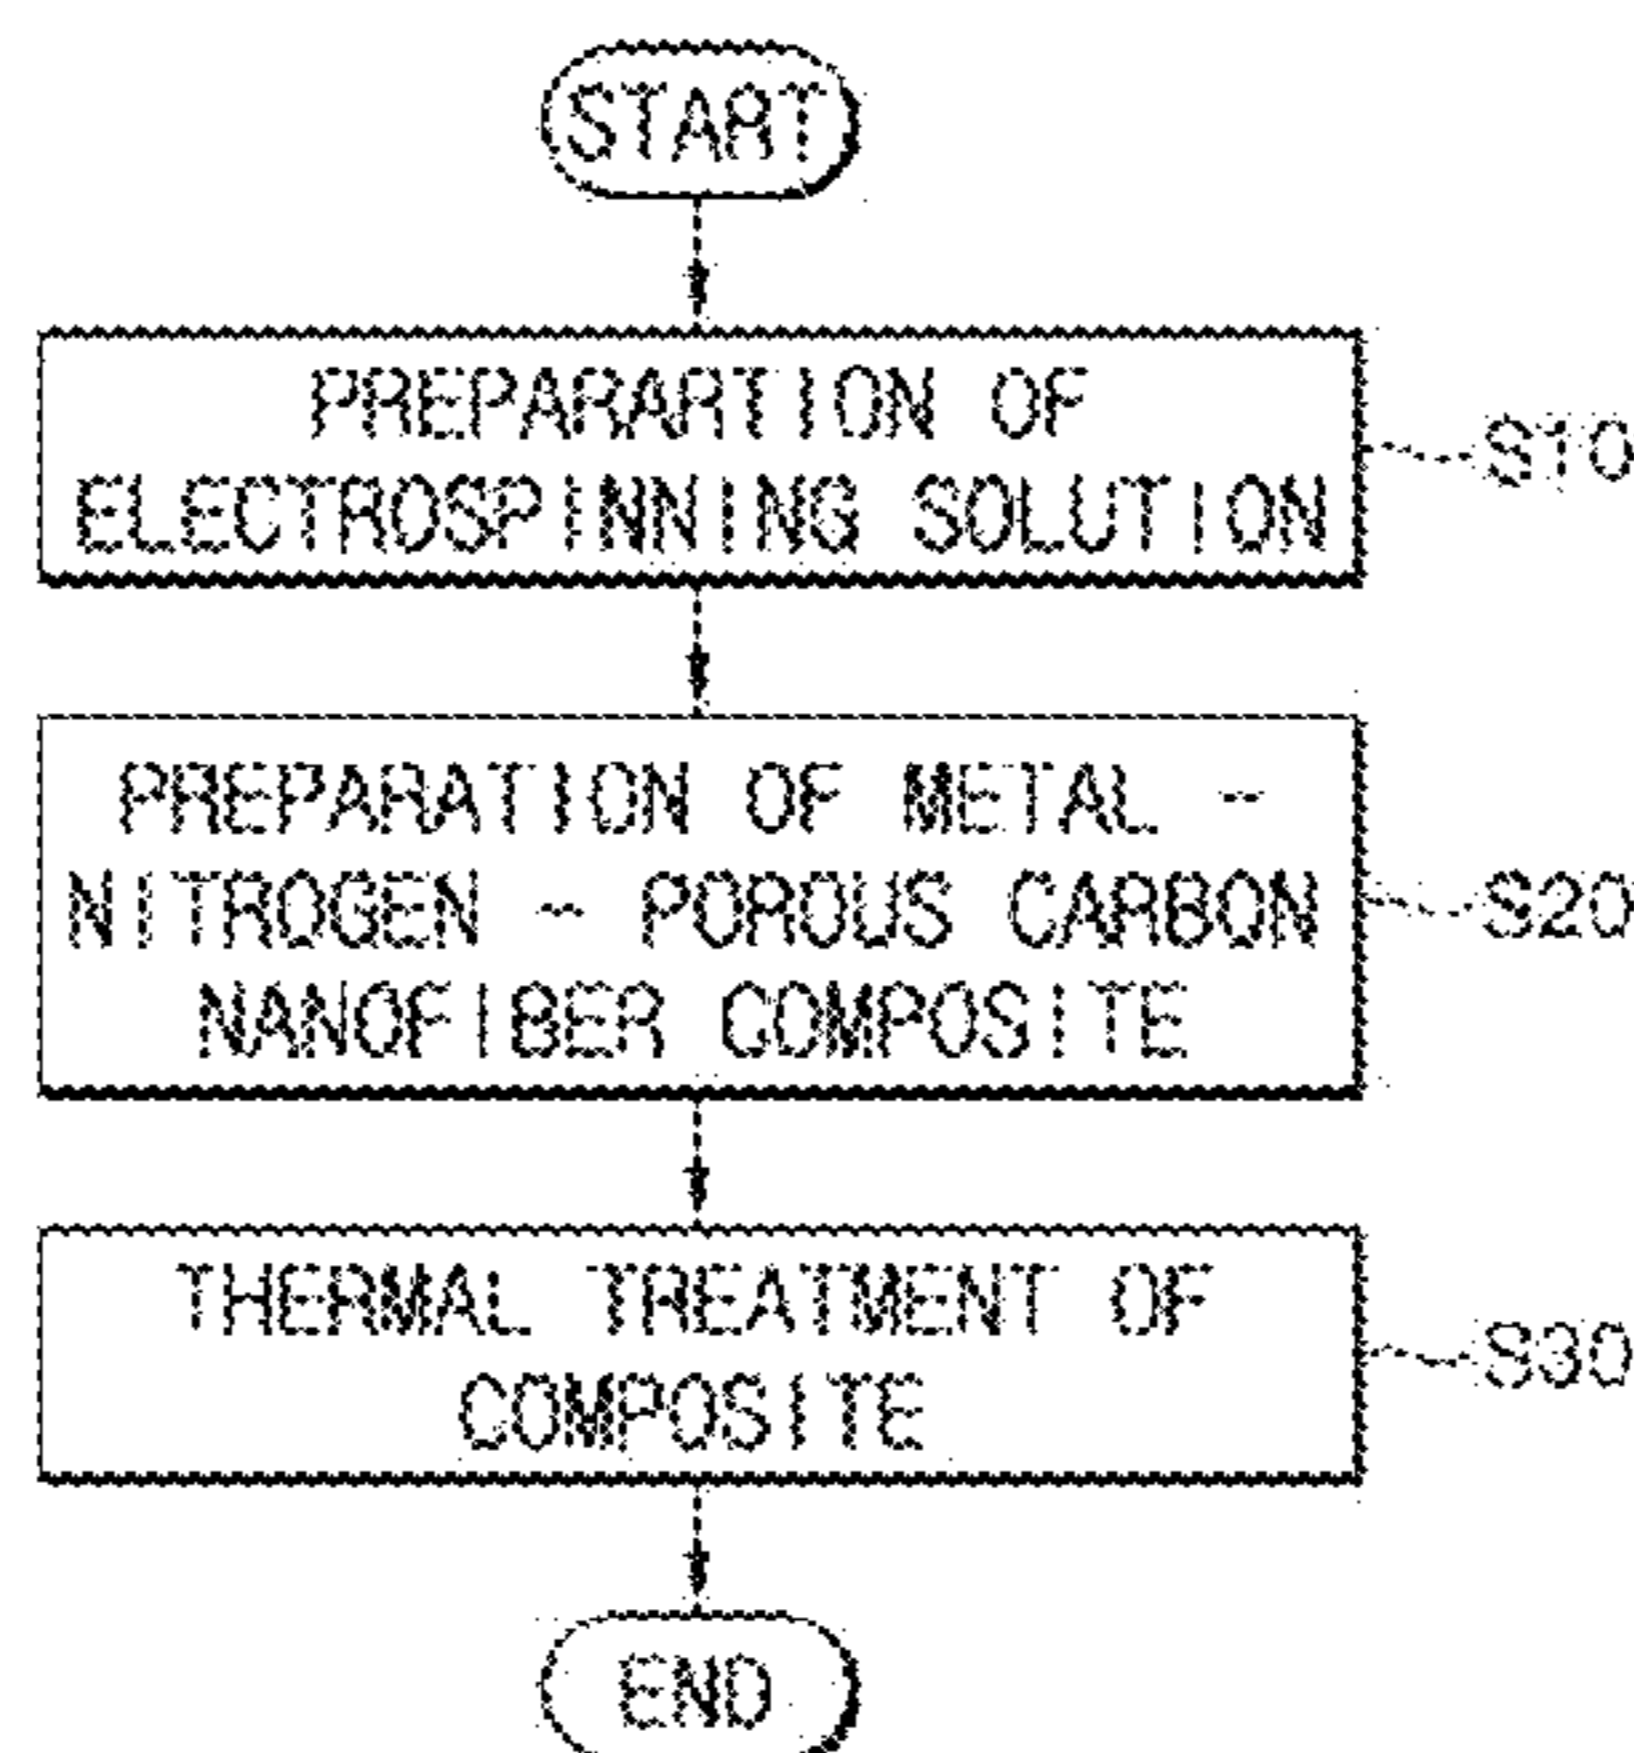 START
PREPARARTION OF
ELECTROSPINNING SOLUTION
S10
PREPARATION OF METAL -
NITROGEN - POROUS CARBON
NANOFIBER COMPOSITE
S20
THERMAL TREATMENT OF
COMPOSITE
S30
END